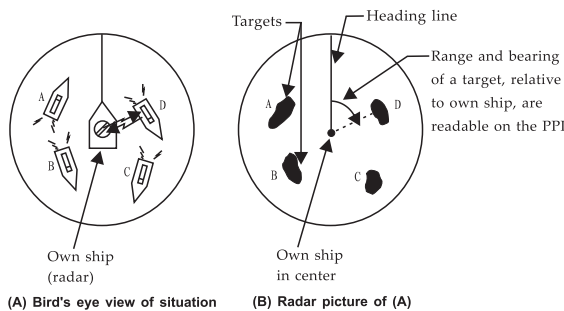 Targets
Heading line
Range and bearing
of a target, relative
to own ship, are
readable on the PPI
A
D
B
C
A
D
B
C
Own ship
(radar)
Own ship
in center
(A) Bird's eye view of situation
(B) Radar picture of (A)